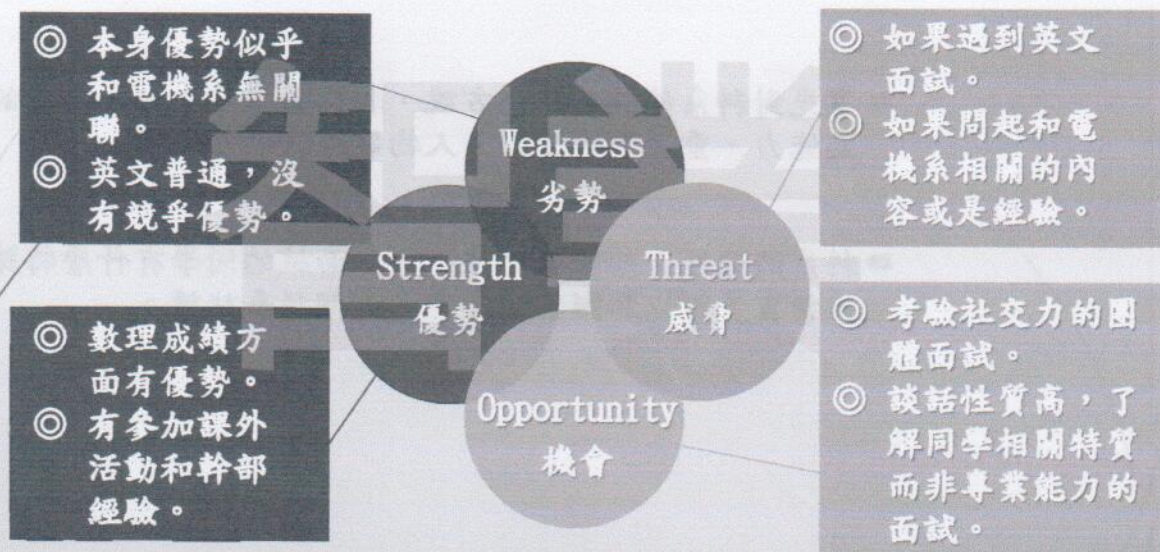 ◎ 本身優勢似乎
和電機系無關
聯。
◎ 英文普通，沒
有競爭優勢。
◎ 數理成績方
面有優勢。
◎ 有參加課外
活動和幹部
經驗。
Weakness
劣勢
Strength
優勢
Threat
威脅
Opportunity
機會
◎ 如果遇到英文
面試。
◎ 如果問起和電
機系相關的內
容或是經驗。
◎ 考驗社交力的團
體面試。
◎ 談話性質高，了
解同學相關特質
而非專業能力的
面試。